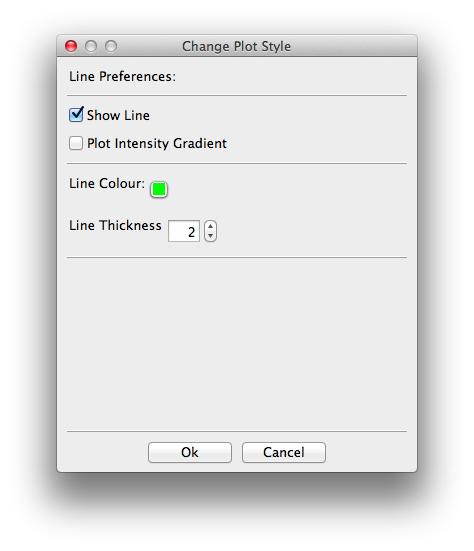 Change Plot Style
Line Preferences:
Show Line
Plot Intensity Gradient
Line Colour:
Line Thickness 2
Ok Cancel